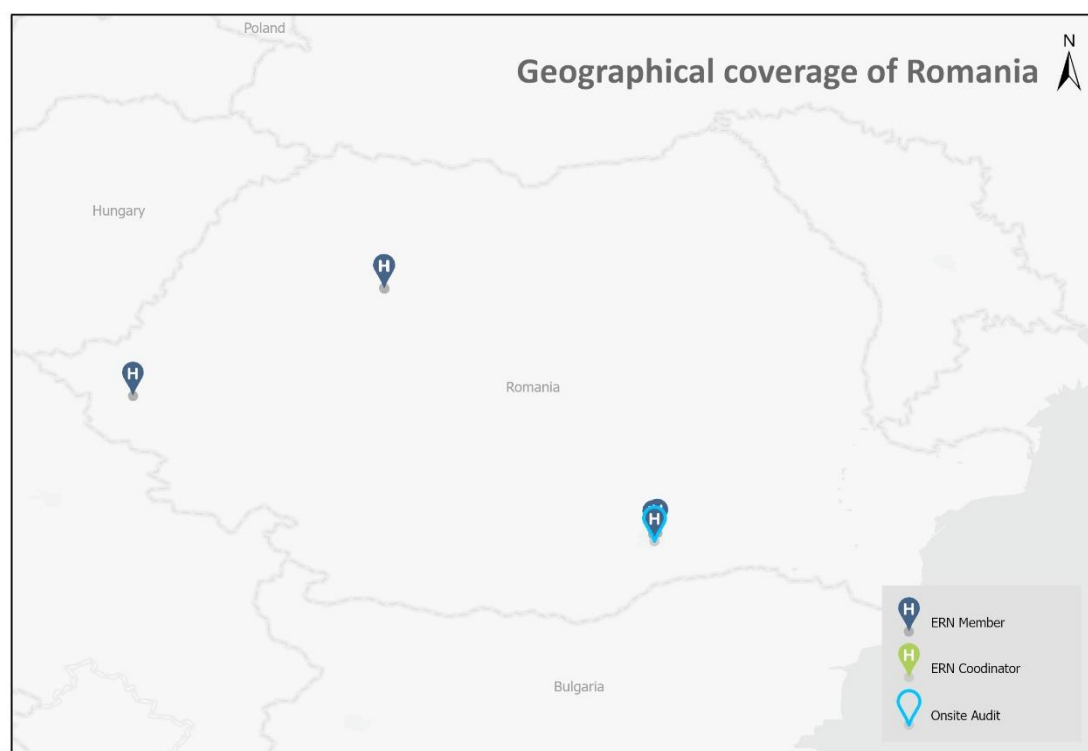 Poland
N
Geographical coverage of Romania
Hungary
H
H
Romania
H
H ERN Member
H ERN Coodinator
Onsite Audit
Bulgaria